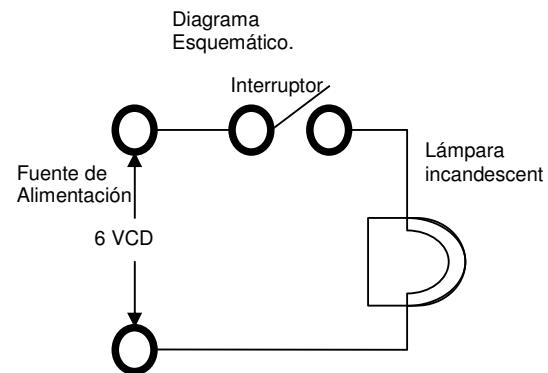 Diagrama
Esquemático.
Interruptor
Fuente de
Alimentación
6 VCD
Lámpara
incandescent